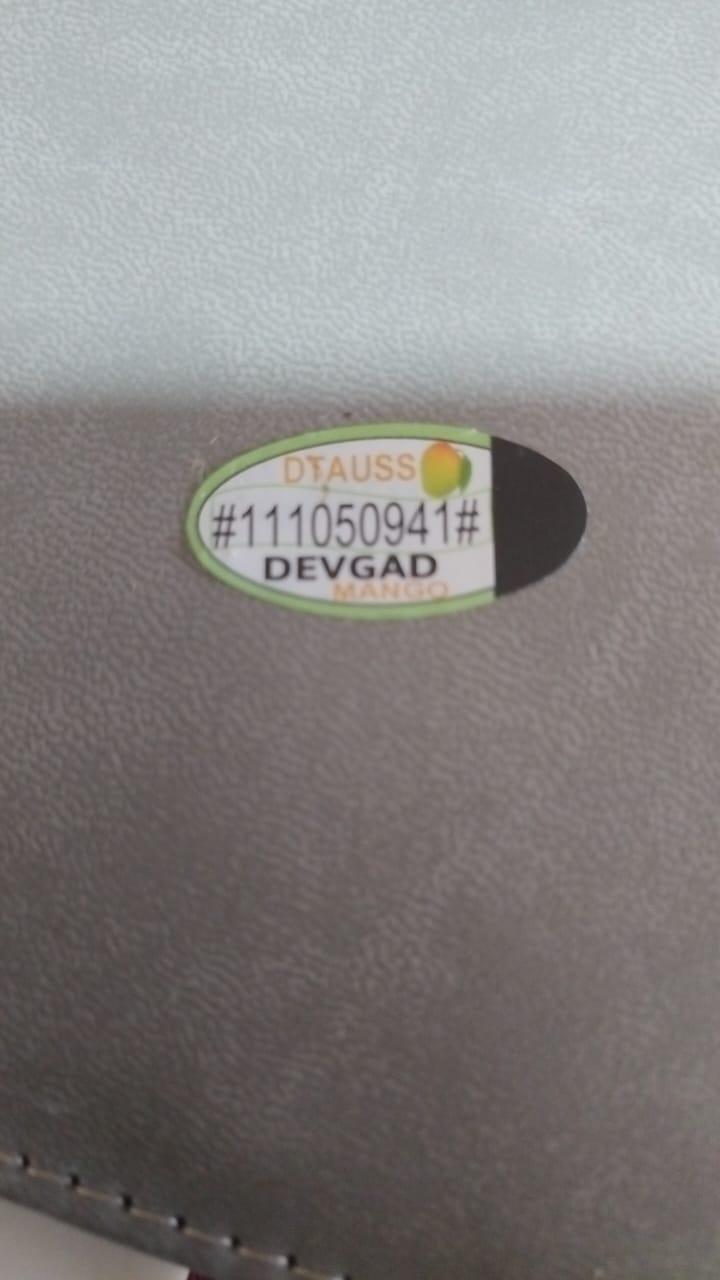 DTAUSS
#111050941#
DEVGAD
MANGO